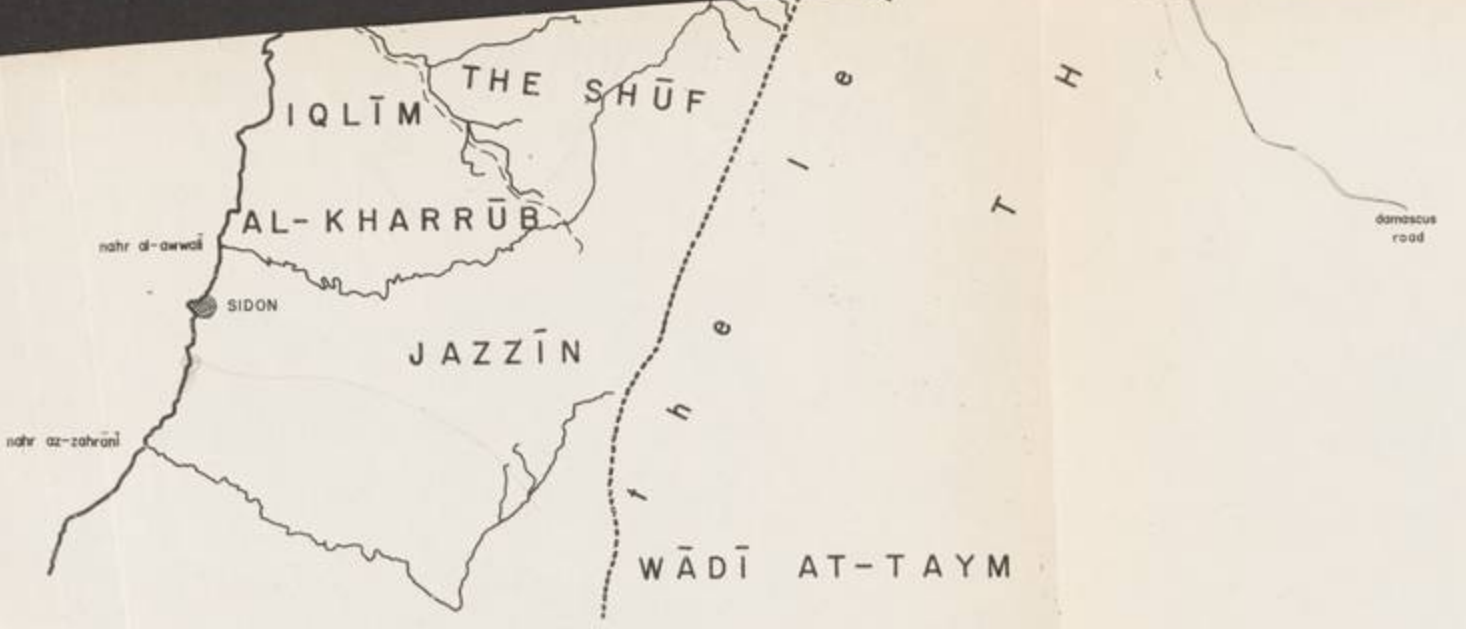 THE SHŪF
IQLĪM
AL-KHARRŪB
nahr al-awwalī
SIDON
JAZZĪN
nahr az-zahrānī
WĀDĪ AT-TAYM
t h e l e
T H
damascus
road